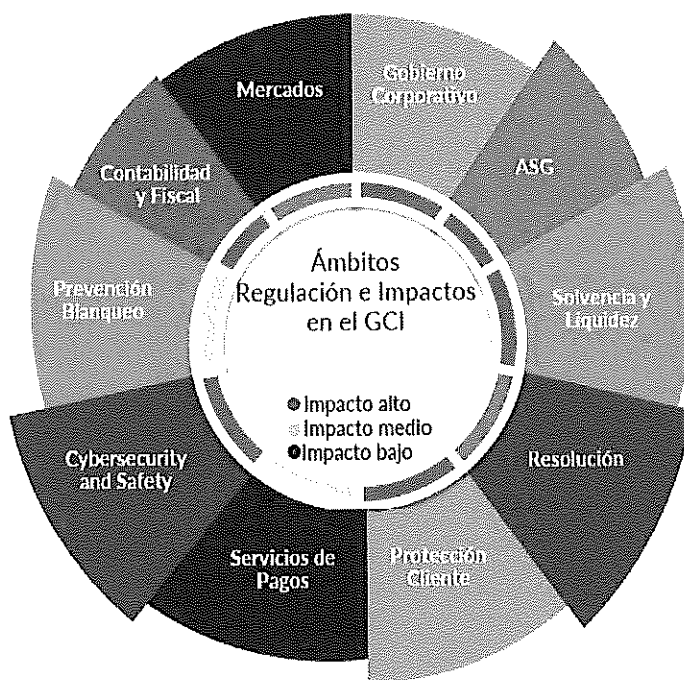 Mercados
Gobierno
Corporativo
Contabilidad
y Fiscal
ASG
Prevención
Blanqueo
Ámbitos
Regulación e Impactos
en el GCI
Solvencia y
Liquidez
Impacto alto
Impacto medio
Impacto bajo
Cybersecurity
and Safety
Resolución
Servicios de
Pagos
Protección
Cliente